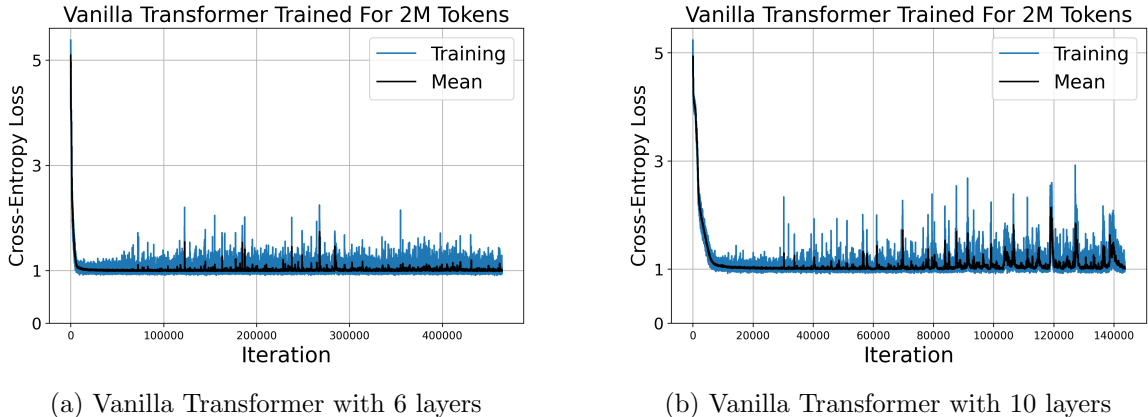 Vanilla Transformer Trained For 2M Tokens
Cross-Entropy Loss
5
3
1
0
Training
Mean
0
100000
200000
300000
400000
Iteration
(a) Vanilla Transformer with 6 layers
Vanilla Transformer Trained For 2M Tokens
Cross-Entropy Loss
5
3
1
0
Training
Mean
0
20000
40000
60000
80000
100000
120000
140000
Iteration
(b) Vanilla Transformer with 10 layers